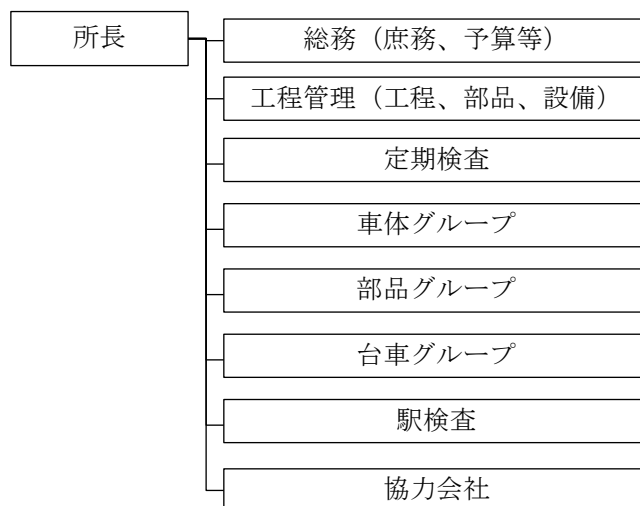 所長
総務（庶務、予算等）
工程管理（工程、部品、設備）
定期検査
車体グループ
部品グループ
台車グループ
駅検査
協力会社